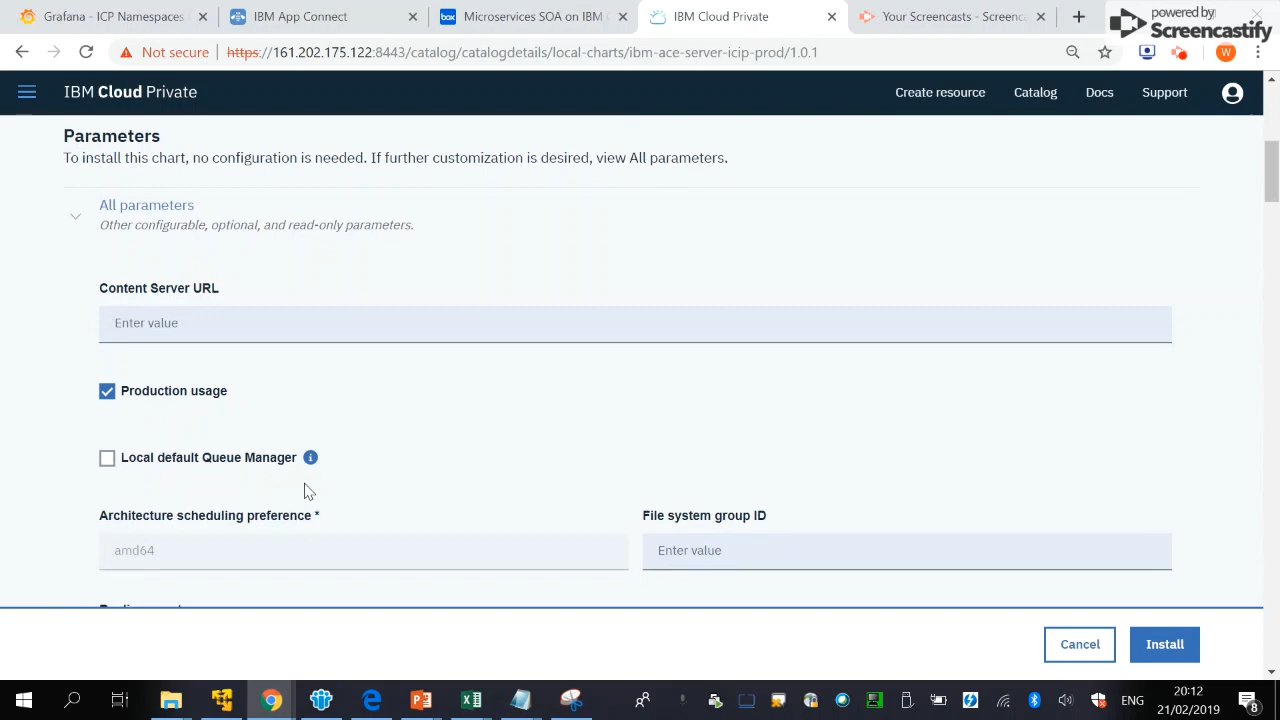 Grafana - ICP Namespaces
IBM App Connect
box
Microservices SOA on IBM
IBM Cloud Private
Your Screencasts - Screenc
powered by
Screencastify
Not secure
https://161.202.175.122:8443/catalog/catalogdetails/local-charts/ibm-ace-server-icip-prod/1.0.1
W
IBM Cloud Private
Create resource
Catalog
Docs
Support
Parameters
To install this chart, no configuration is needed. If further customization is desired, view All parameters.
All parameters
Other configurable, optional, and read-only parameters.
Content Server URL
Enter value
Production usage
Local default Queue Manager
Architecture scheduling preference *
File system group ID
amd64
Enter value
Cancel
Install
ENG
20:12
21/02/2019
8